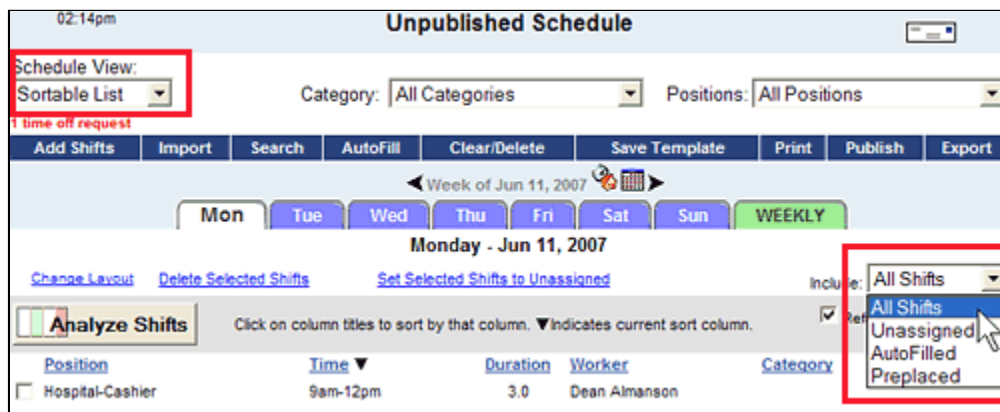 02:14pm
Unpublished Schedule
Schedule View:
Sortable List
Category: All Categories
Positions: All Positions
1 time off request
Add Shifts Import Search AutoFill Clear/Delete Save Template Print Publish Export
Week of Jun 11, 2007
Mon Tue Wed Thu Fri Sat Sun WEEKLY
Monday - Jun 11, 2007
Change Layout Delete Selected Shifts Set Selected Shifts to Unassigned Include: All Shifts
Analyze Shifts Click on column titles to sort by that column. ▼Indicates current sort column.
All Shifts
Unassigned
AutoFilled
Preplaced
Position Time ▼ Duration Worker Category
Hospital-Cashier 9am-12pm 3.0 Dean Almanson